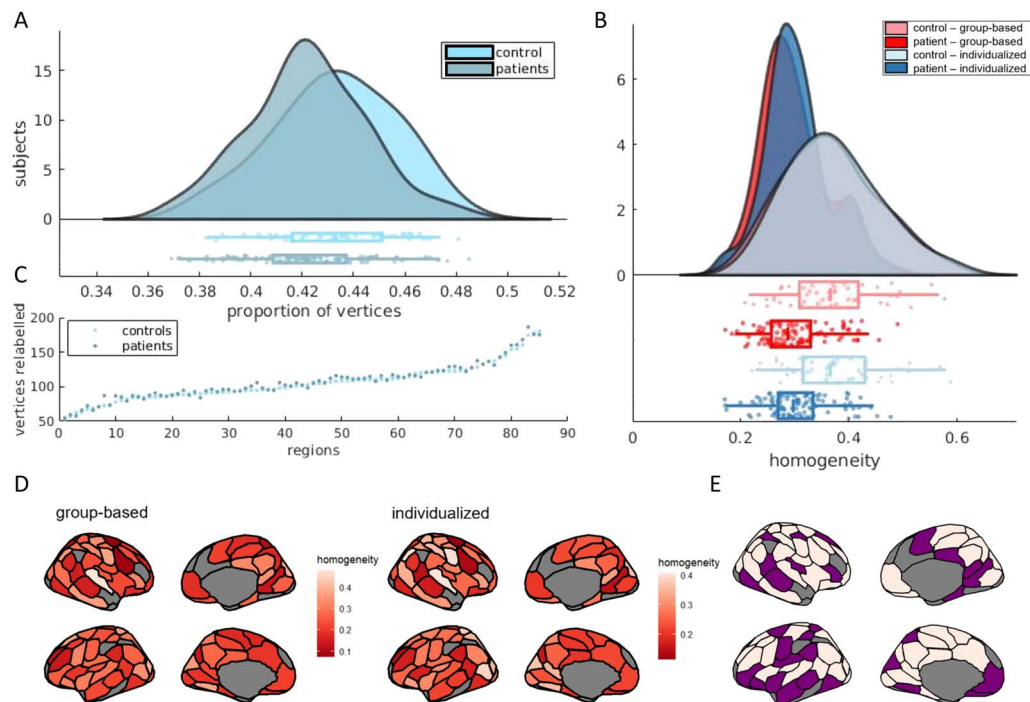 A
subjects
15
10
5
0
control
patients
0.34
0.36
0.38
0.40
0.42
0.44
0.46
0.48
0.50
0.52
proportion of vertices
B
6
4
2
0
control – group-based
patient – group-based
control – individualized
patient – individualized
0
0.2
0.4
0.6
homogeneity
C
vertices relabelled
200
150
100
50
controls
patients
0
10
20
30
40
50
60
70
80
90
regions
D
group-based
homogeneity
0.4
0.3
0.2
0.1
individualized
homogeneity
0.4
0.3
0.2
E